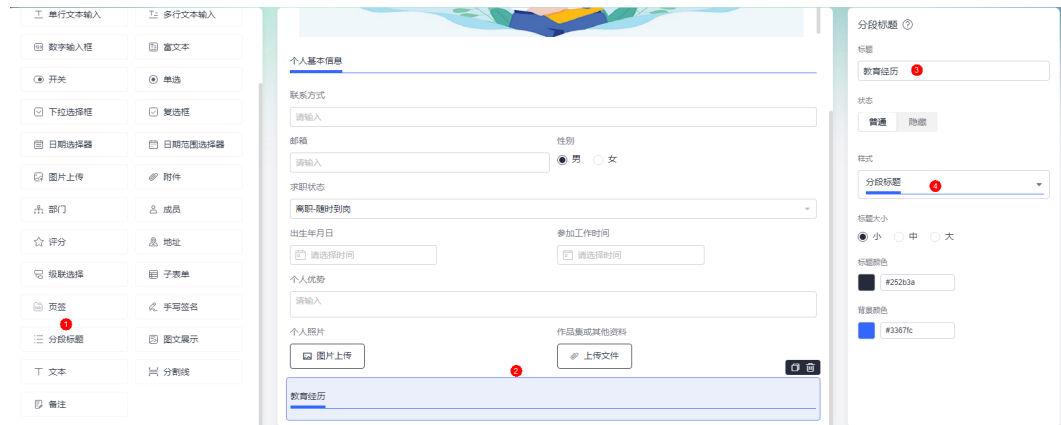 单行文本输入
多行文本输入
数字输入框
富文本
开关
单选
下拉选择框
复选框
日期选择器
日期范围选择器
图片上传
附件
部门
成员
评分
地址
级联选择
子表单
页签
手写签名
1
分段标题
图文展示
文本
分割线
备注
个人基本信息
联系方式
请输入
邮箱
性别
请输入
男
女
求职状态
离职-随时到岗
出生年月日
参加工作时间
请选择时间
请选择时间
个人优势
请输入
个人照片
作品集或其他资料
图片上传
上传文件
2
教育经历
分段标题
标题
教育经历
3
状态
普通
隐藏
样式
分段标题
4
标题大小
小
中
大
标题颜色
#252b3a
背景颜色
#3367fc